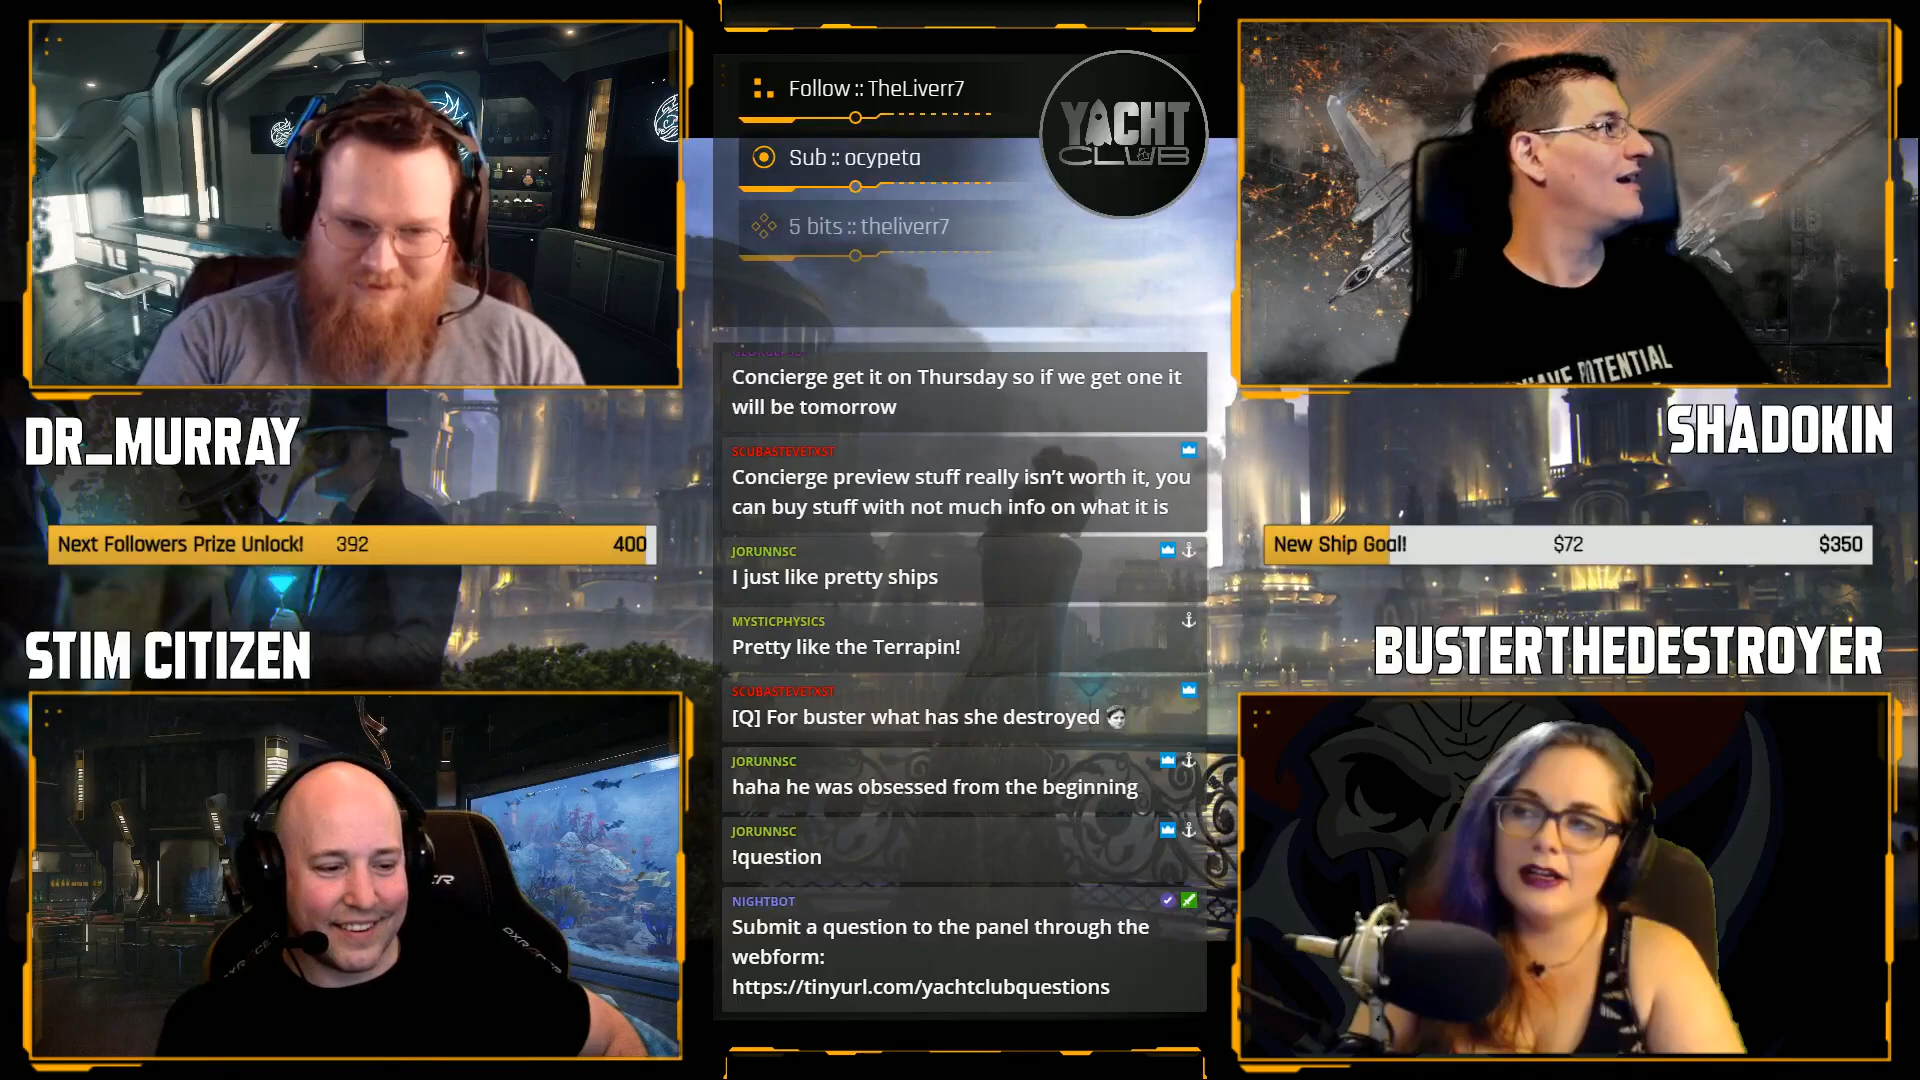 Follow :: TheLiverr7
YACHT
CLUB
Sub :: ocypeta
5 bits :: theliverr7
Concierge get it on Thursday so if we get one it
will be tomorrow
SCUBASTEVETXST
Concierge preview stuff really isn't worth it, you
can buy stuff with not much info on what it is
JORUNNSC
I just like pretty ships
MYSTICPHYSICS
Pretty like the Terrapin!
SCUBASTEVETXST
[Q] For buster what has she destroyed
JORUNNSC
haha he was obsessed from the beginning
JORUNNSC
!question
NIGHTBOT
Submit a question to the panel through the
webform:
https://tinyurl.com/yachtclubquestions
DR_MURRAY
Next Followers Prize Unlock! 392 400
STIM CITIZEN
DXRACER
HAVE POTENTIAL
SHADOKIN
New Ship Goal! $72 $350
BUSTERTHEDESTROYER